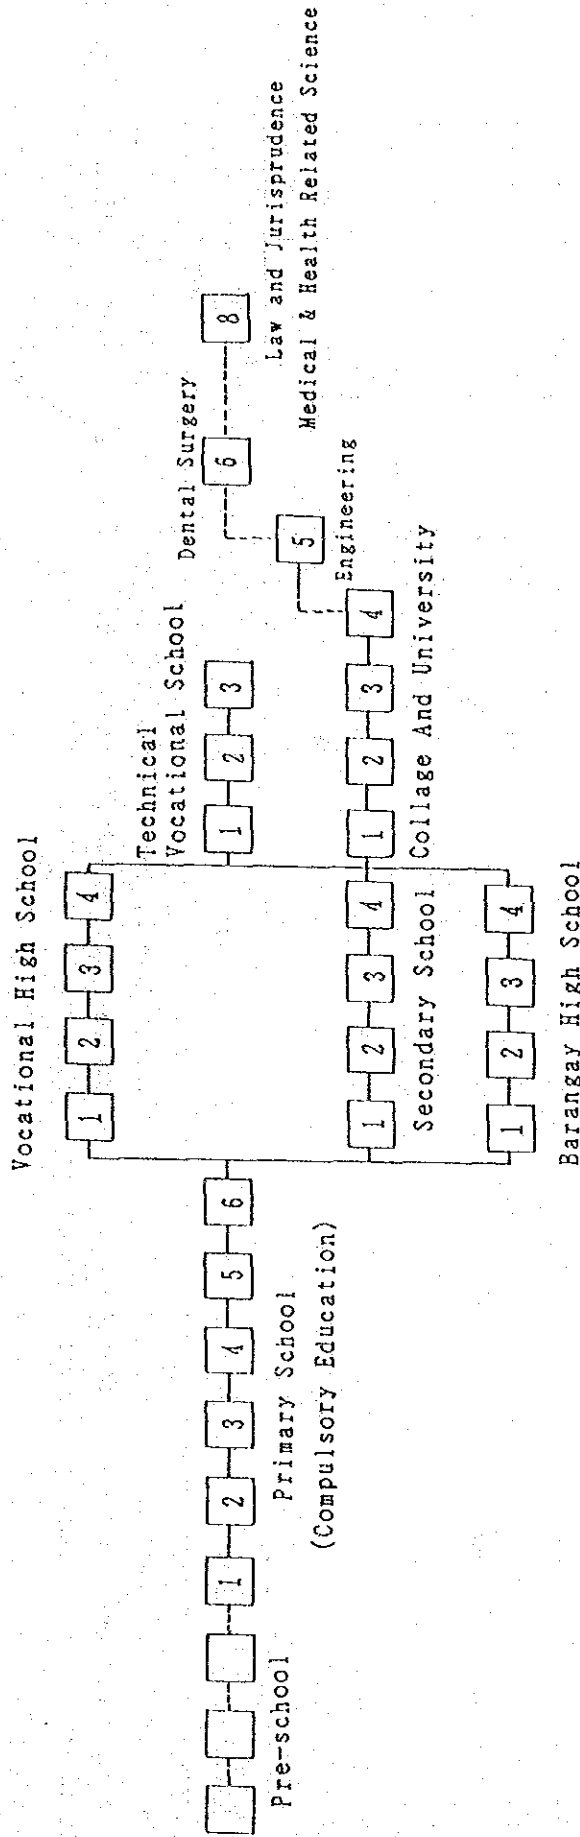 Vocational High School
1 2 3 4
Technical
Vocational School
1 2 3
Dental Surgery
6 8
Law and Jurisprudence
Medical & Health Related Science
5
Engineering
Pre-school
1 2 3 4 5 6
Primary School
(Compulsory Education)
1 2 3 4
Secondary School
1 2 3 4
Collage And University
1 2 3 4
Barangay High School